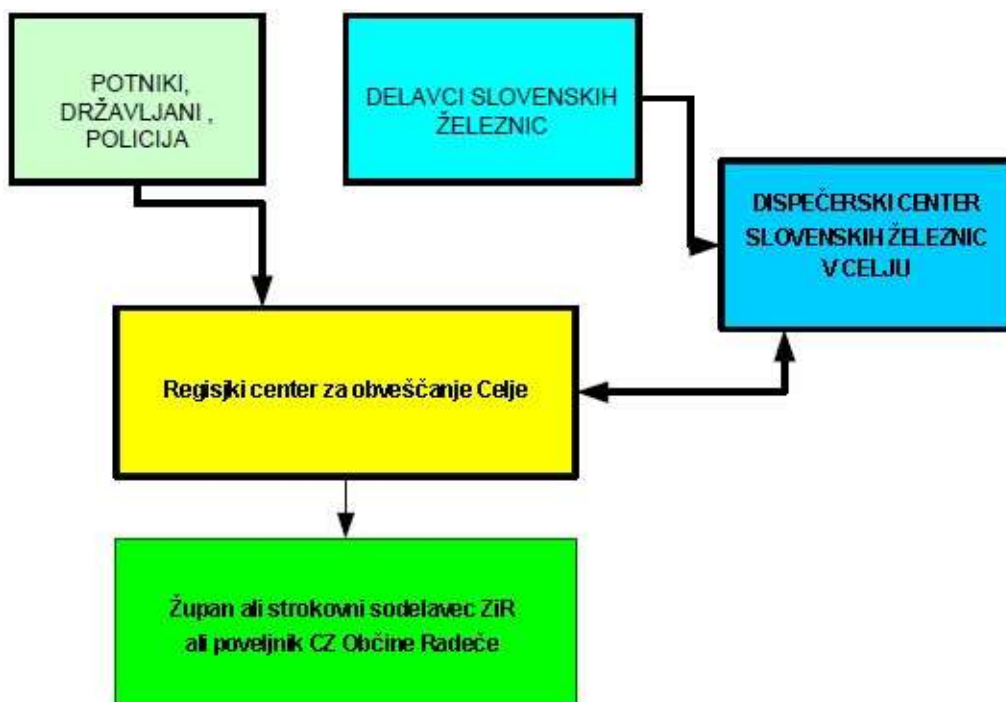 POTNIKI,
DRŽAVLJANI ,
POLICIJA
DELAVCI SLOVENSKIH
ŽELEZNIC
DISPEČERSKI CENTER
SLOVENSKIH ŽELEZNIC
V CELJU
Regisjki center za obveščanje Celje
Župan ali strokovni sodelavec ZiR
ali poveljnik CZ Občine Radeče